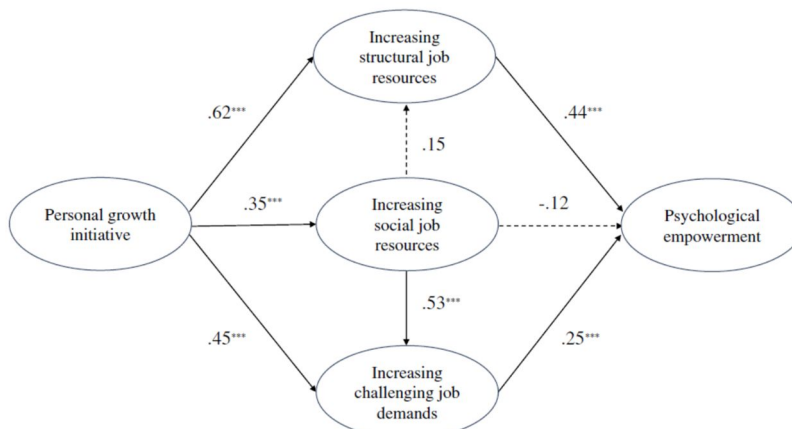 Increasing
structural job
resources
.62***
.44***
.15
Personal growth
initiative
.35***
Increasing
social job
resources
-.12
Psychological
empowerment
.45***
.53***
.25***
Increasing
challenging job
demands